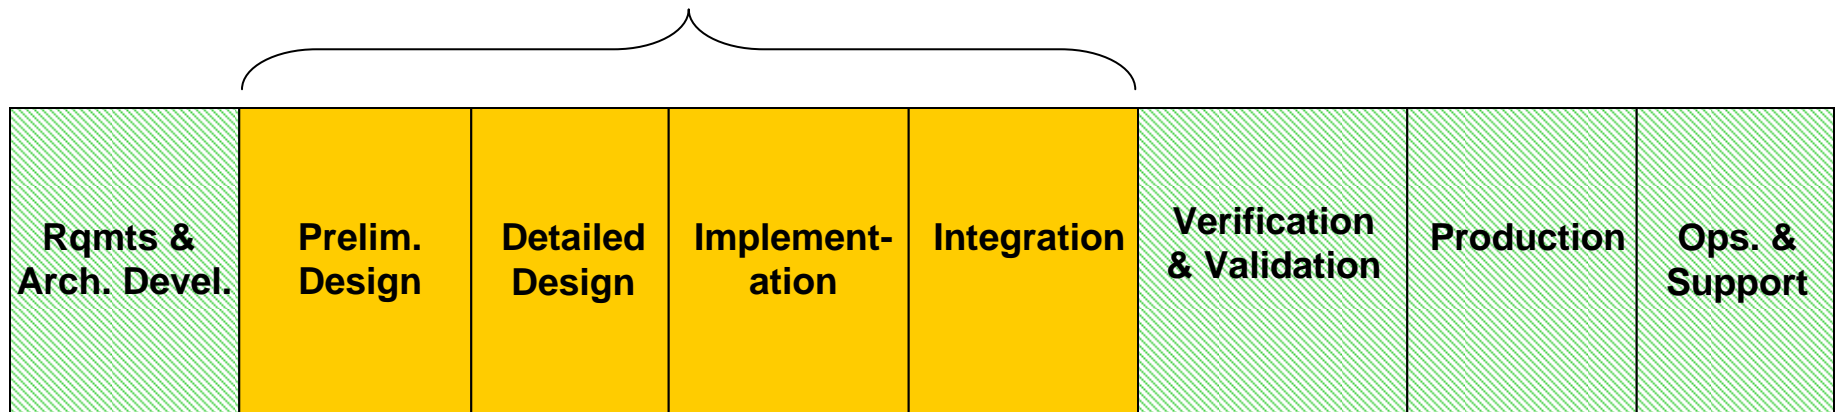 Rqmts &
Arch. Devel.
Prelim.
Design
Detailed
Design
Implement-
ation
Integration
Verification
& Validation
Production
Ops. &
Support